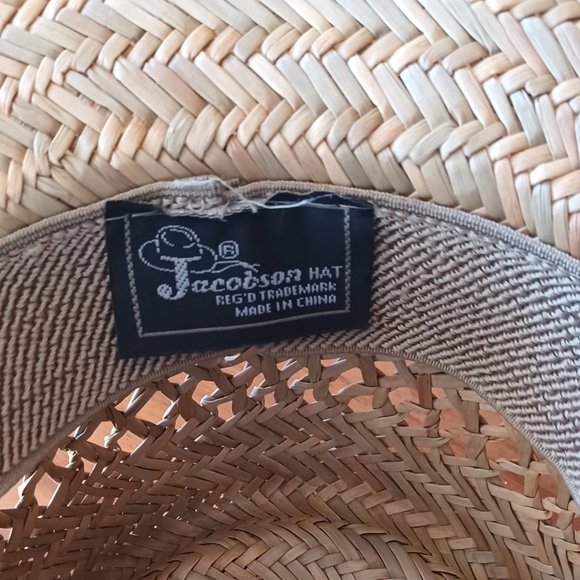 ®
Jacobson HAT
REG'D TRADEMARK
MADE IN CHINA